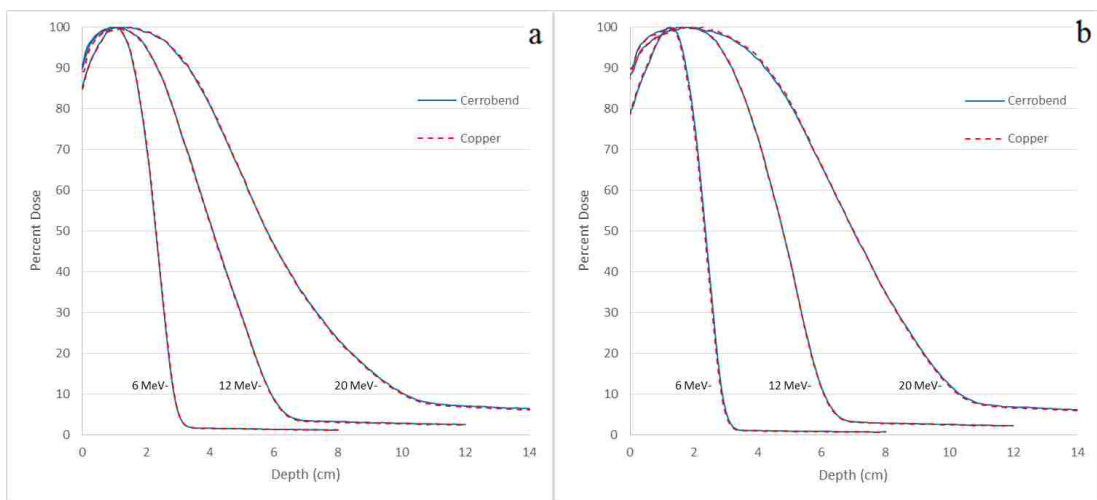 a
100
90
80
70
60
50
40
30
20
10
0
Percent Dose
Cerrobend
Copper
6 MeV-
12 MeV-
20 MeV-
0 2 4 6 8 10 12 14
Depth (cm)
b
100
90
80
70
60
50
40
30
20
10
0
Percent Dose
Cerrobend
Copper
6 MeV-
12 MeV-
20 MeV-
0 2 4 6 8 10 12 14
Depth (cm)